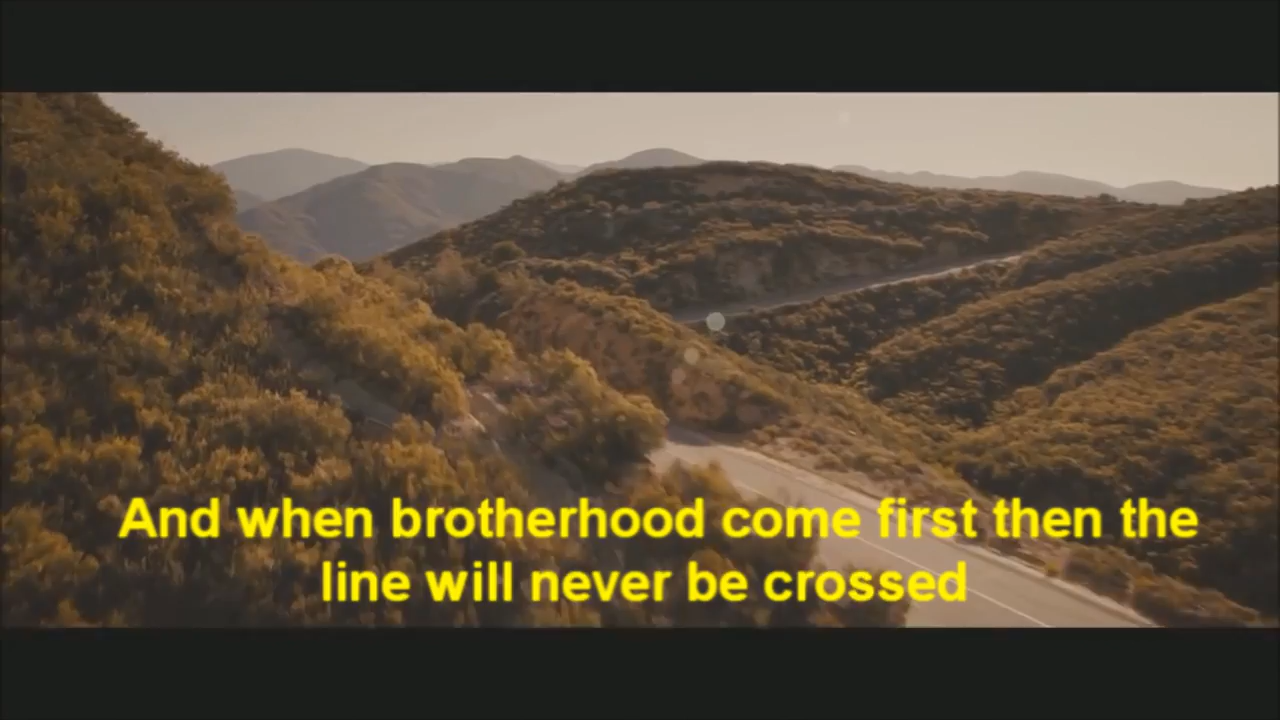 And when brotherhood come first then the
line will never be crossed